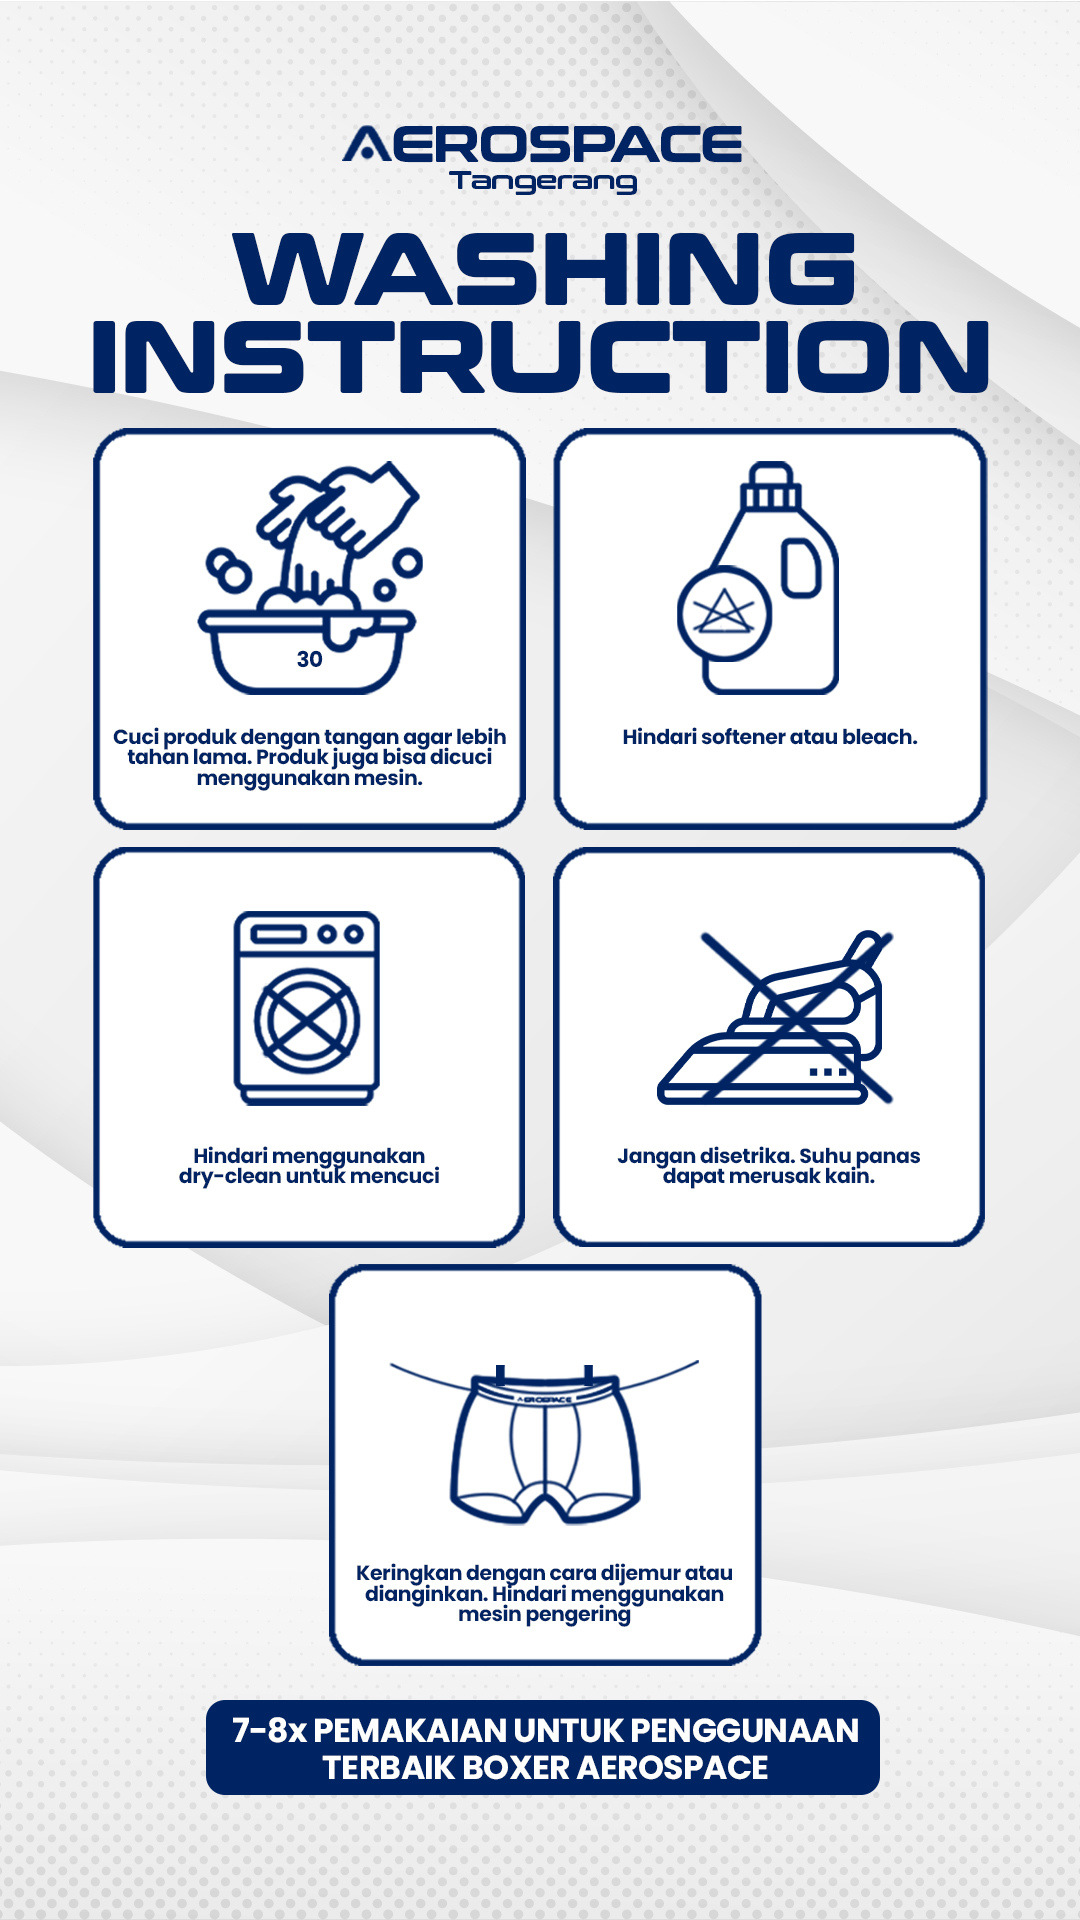 AEROSPACE
Tangerang
WASHING
INSTRUCTION
30
Cuci produk dengan tangan agar lebih
tahan lama. Produk juga bisa dicuci
menggunakan mesin.
Hindari softener atau bleach.
Hindari menggunakan
dry-clean untuk mencuci
Jangan disetrika. Suhu panas
dapat merusak kain.
AEROSPACE
Keringkan dengan cara dijemur atau
dianginkan. Hindari menggunakan
mesin pengering
7-8x PEMAKAIAN UNTUK PENGGUNAAN
TERBAIK BOXER AEROSPACE